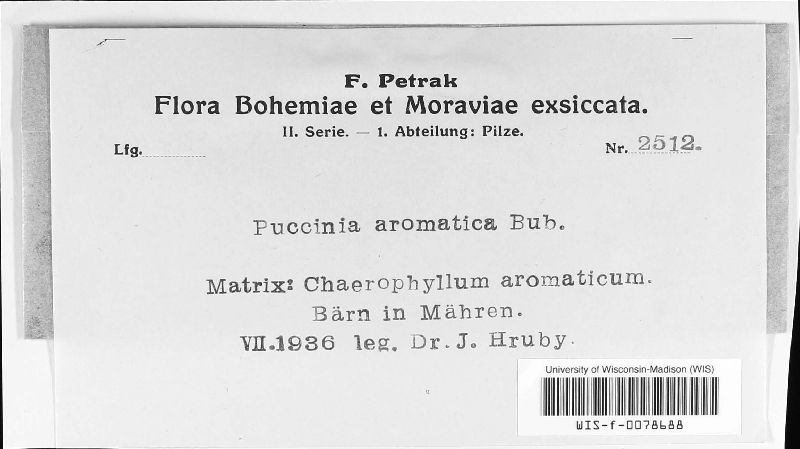 F. Petrak
Flora Bohemiae et Moraviae exsiccata.
II. Serie. — 1. Abteilung: Pilze.
Lfg.
Nr. 2512.
Puccinia aromatica Bub.
Matrix: Chaerophyllum aromaticum.
Bärn in Mähren.
VII.1936 leg. Dr. J. Hruby.
University of Wisconsin-Madison (WIS)
WIS-f-0078688